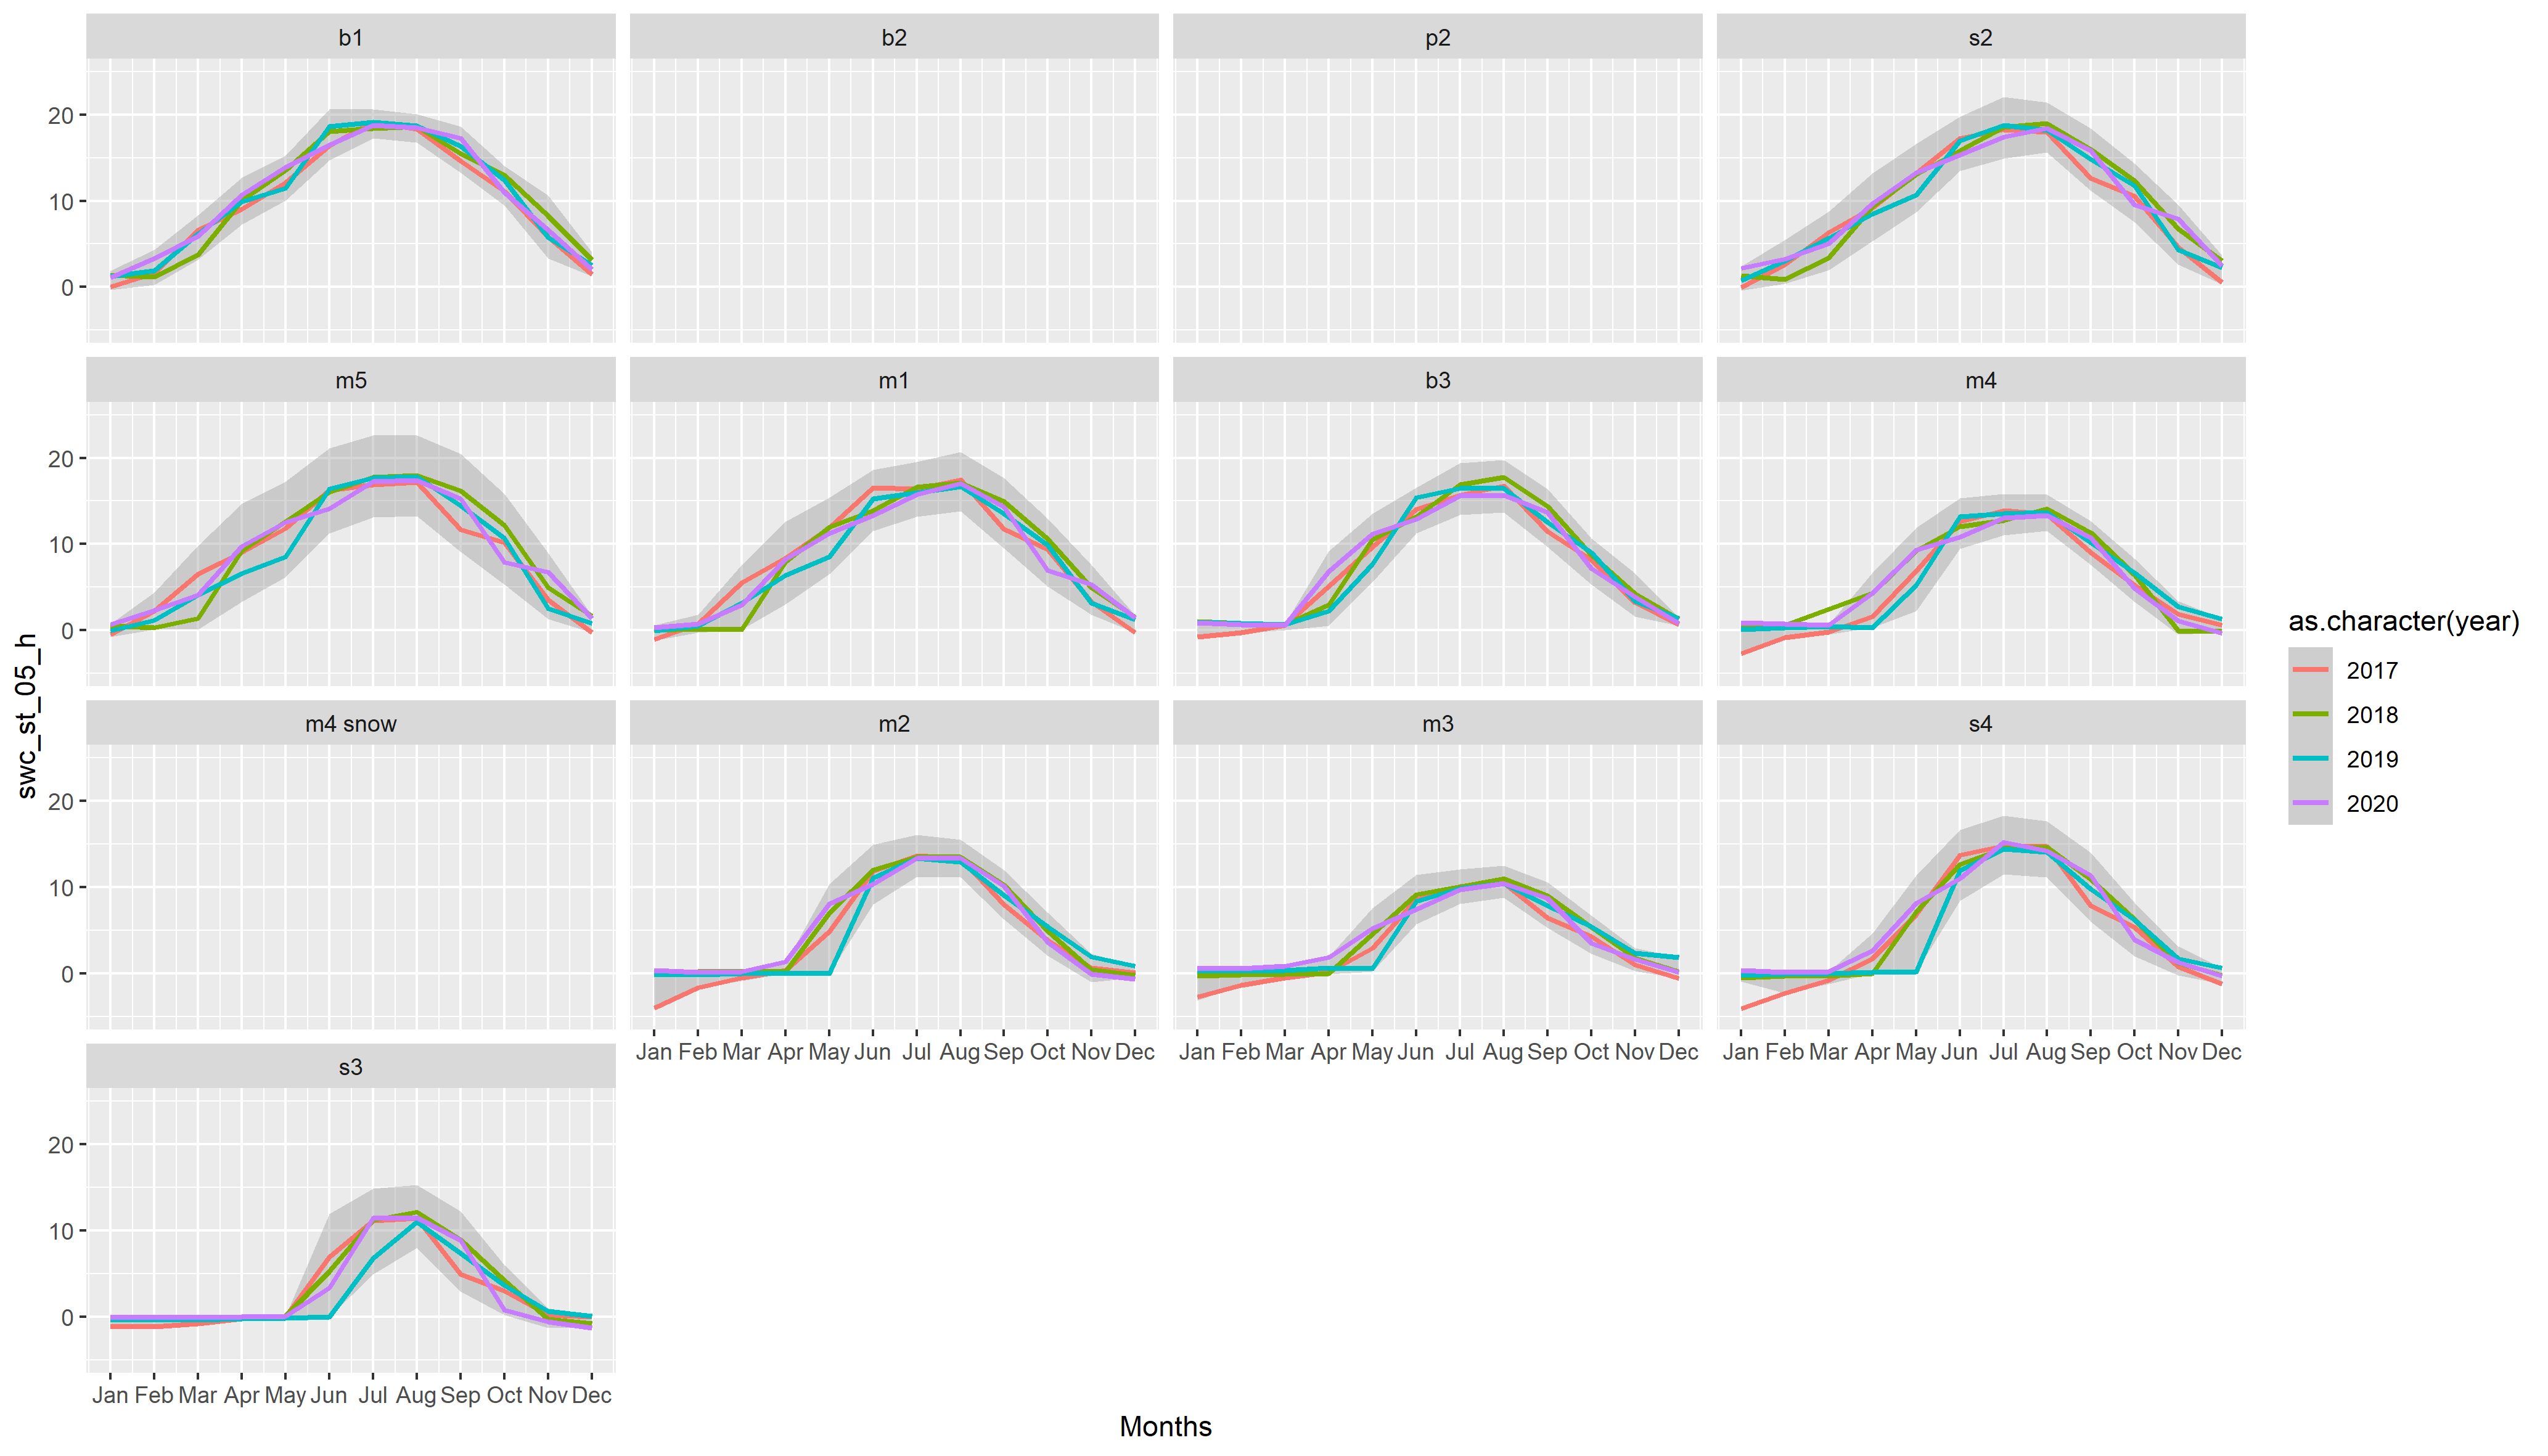 b1 b2 p2 s2
20
10
0
m5 m1 b3 m4
20
10
0
m4 snow m2 m3 s4
20
10
0
Jan Feb Mar Apr May Jun Jul Aug Sep Oct Nov Dec Jan Feb Mar Apr May Jun Jul Aug Sep Oct Nov Dec Jan Feb Mar Apr May Jun Jul Aug Sep Oct Nov Dec
s3
20
10
0
Jan Feb Mar Apr May Jun Jul Aug Sep Oct Nov Dec
Months
swc_st_05_h
as.character(year)
2017
2018
2019
2020